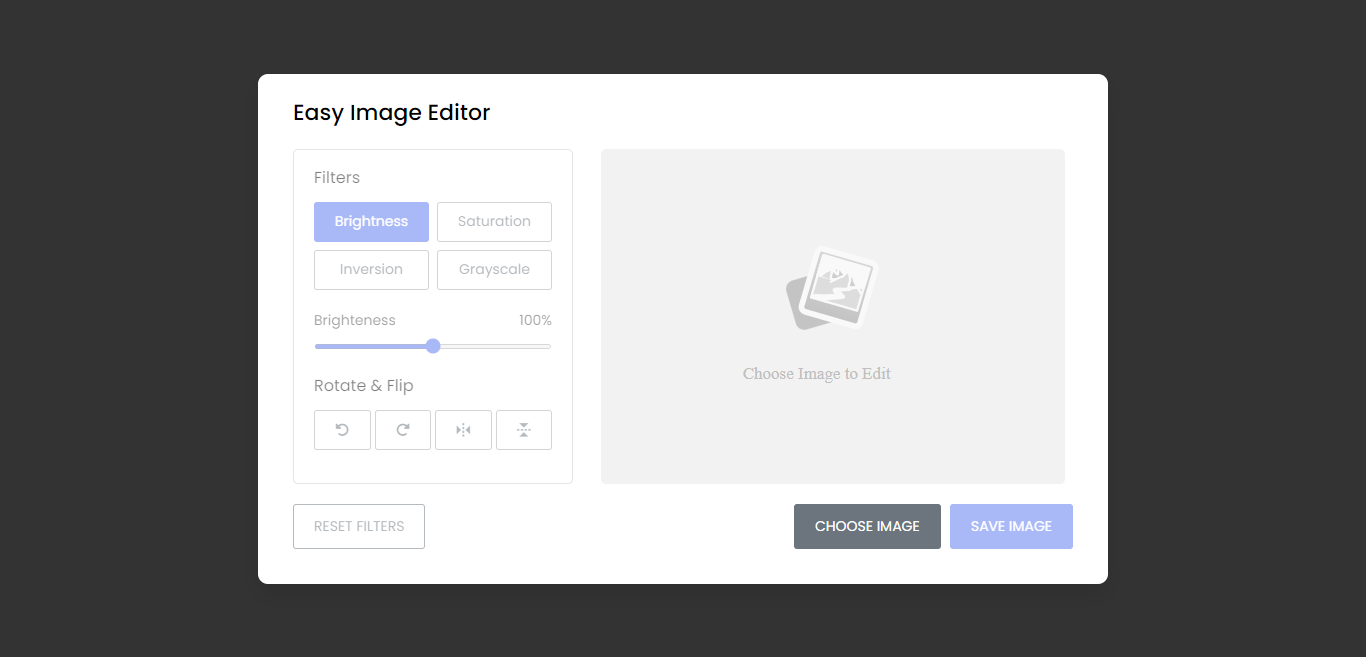 Easy Image Editor
Filters
Brightness
Saturation
Inversion
Grayscale
Brighteness 100%
Rotate & Flip
Choose Image to Edit
RESET FILTERS
CHOOSE IMAGE
SAVE IMAGE